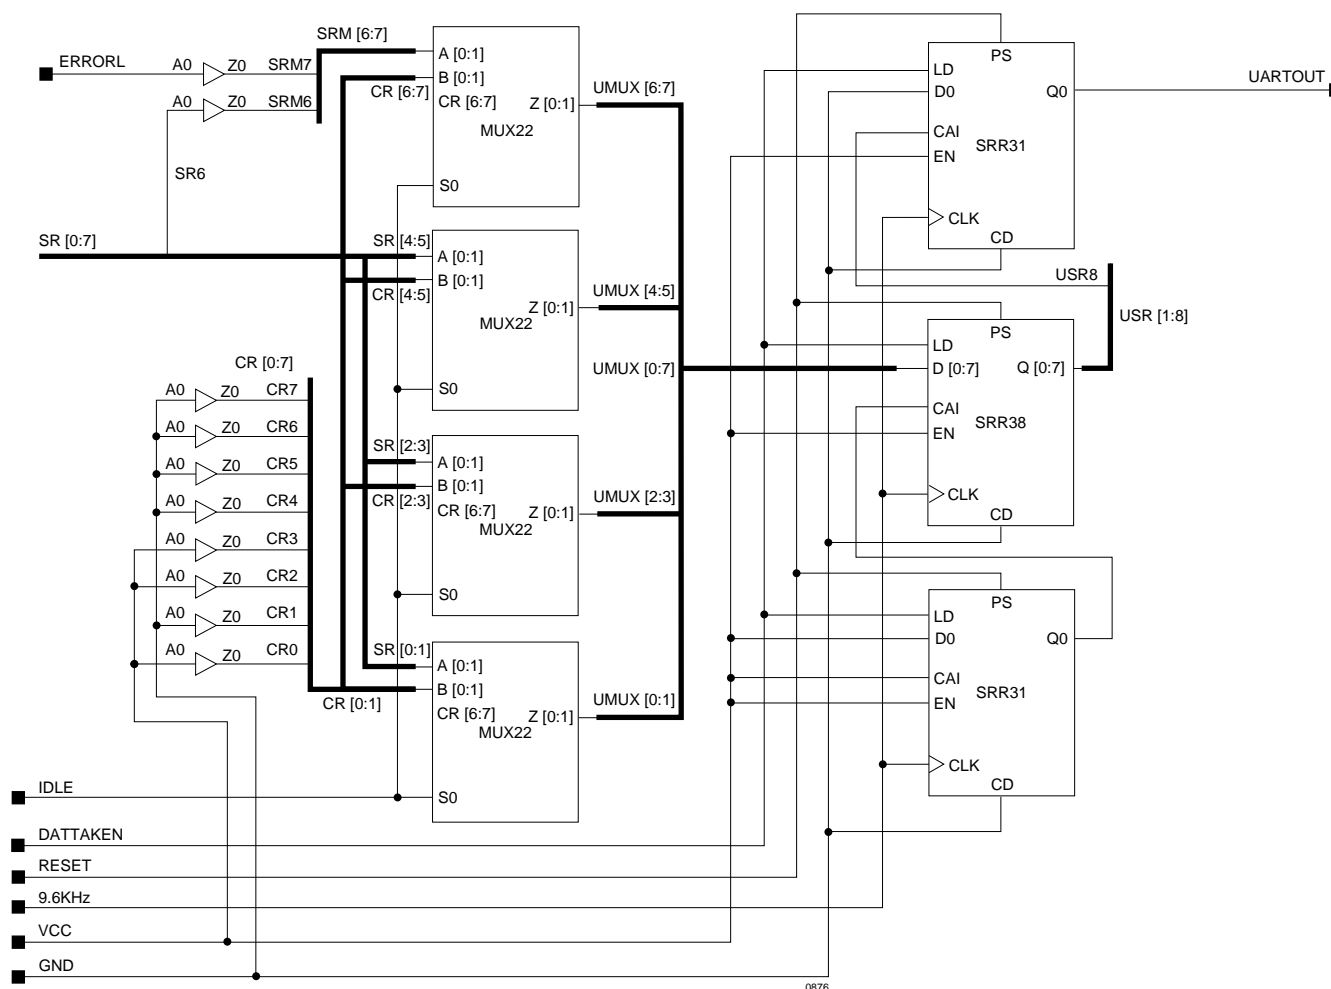 ERRORL
A0
Z0
SRM7
A0
Z0
SRM6
SRM [6:7]
SR6
SR [0:7]
CR [6:7]
A [0:1]
B [0:1]
CR [6:7]
Z [0:1]
MUX22
S0
UMUX [6:7]
SR [4:5]
CR [4:5]
A [0:1]
B [0:1]
Z [0:1]
MUX22
S0
UMUX [4:5]
UMUX [0:7]
SR [2:3]
CR [2:3]
A [0:1]
B [0:1]
CR [6:7]
Z [0:1]
MUX22
S0
UMUX [2:3]
SR [0:1]
CR [0:1]
A [0:1]
B [0:1]
CR [6:7]
Z [0:1]
MUX22
S0
UMUX [0:1]
CR [0:7]
A0
Z0
CR7
A0
Z0
CR6
A0
Z0
CR5
A0
Z0
CR4
A0
Z0
CR3
A0
Z0
CR2
A0
Z0
CR1
A0
Z0
CR0
PS
LD
D0
Q0
CAI
SRR31
EN
CLK
CD
UARTOUT
USR8
USR [1:8]
PS
LD
D [0:7]
Q [0:7]
CAI
SRR38
EN
CLK
CD
PS
LD
D0
Q0
CAI
SRR31
EN
CLK
CD
IDLE
DATTAKEN
RESET
9.6KHz
VCC
GND
0876